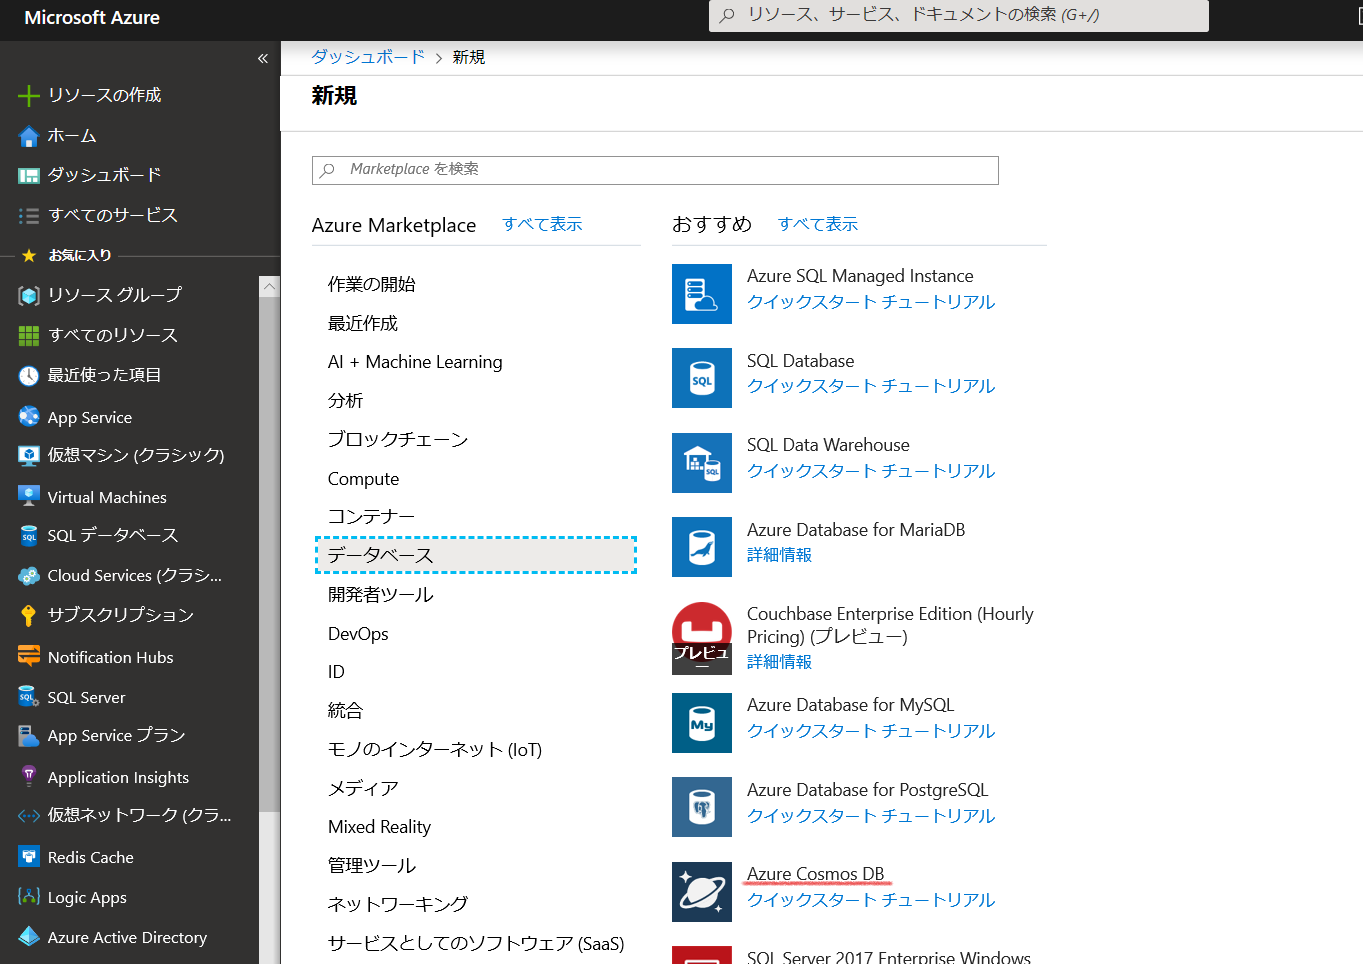 Microsoft Azure
リソース、サービス、ドキュメントの検索 (G+/)
«
リソースの作成
ホーム
ダッシュボード
すべてのサービス
お気に入り
リソース グループ
すべてのリソース
最近使った項目
App Service
仮想マシン (クラシック)
Virtual Machines
SQL データベース
Cloud Services (クラシ...
サブスクリプション
Notification Hubs
SQL Server
App Service プラン
Application Insights
仮想ネットワーク (クラ...
Redis Cache
Logic Apps
Azure Active Directory
ダッシュボード > 新規
新規
Marketplace を検索
Azure Marketplace すべて表示
作業の開始
最近作成
AI + Machine Learning
分析
ブロックチェーン
Compute
コンテナー
データベース
開発者ツール
DevOps
ID
統合
モノのインターネット (IoT)
メディア
Mixed Reality
管理ツール
ネットワーキング
サービスとしてのソフトウェア (SaaS)
おすすめ すべて表示
Azure SQL Managed Instance
クイックスタート チュートリアル
SQL
SQL Database
クイックスタート チュートリアル
SQL
SQL Data Warehouse
クイックスタート チュートリアル
Azure Database for MariaDB
詳細情報
プレビュー
Couchbase Enterprise Edition (Hourly
Pricing) (プレビュー)
詳細情報
My
Azure Database for MySQL
クイックスタート チュートリアル
Azure Database for PostgreSQL
クイックスタート チュートリアル
Azure Cosmos DB
クイックスタート チュートリアル
SQL Server 2017 Enterprise Windows